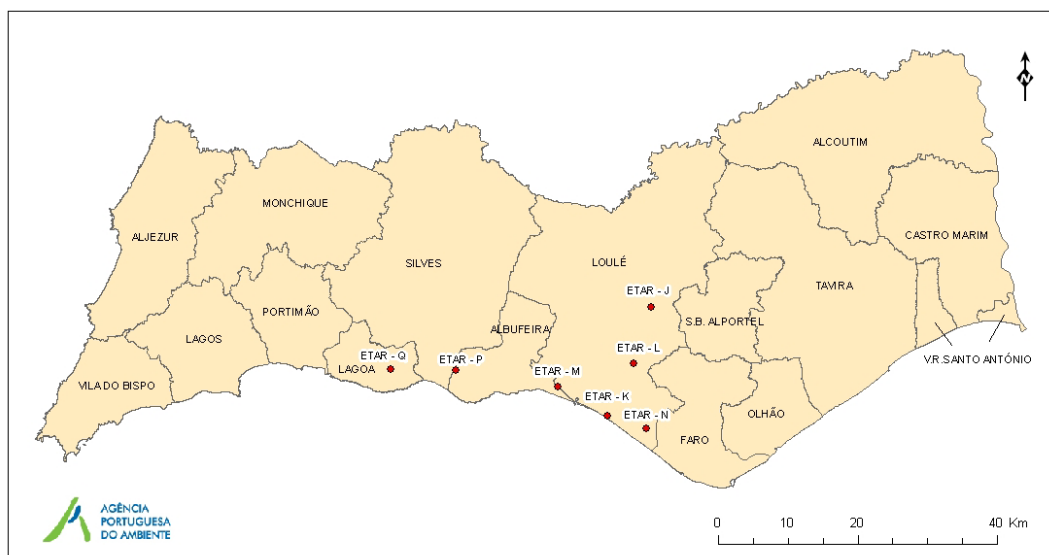 N
ALCOUTIM
MONCHIQUE
ALJEZUR
CASTRO MARIM
SILVES
LOULÉ
TAVIRA
ETAR - J
PORTIMÃO
S.B. ALPORTEL
ALBUFEIRA
LAGOS
ETAR - L
ETAR - Q
ETAR - P
V.R.SANTO ANTÓNIO
LAGOA
ETAR - M
VILA DO BISPO
ETAR - K
ETAR - N
OLHÃO
FARO
AGÊNCIA
PORTUGUESA
DO AMBIENTE
0 10 20 40 Km